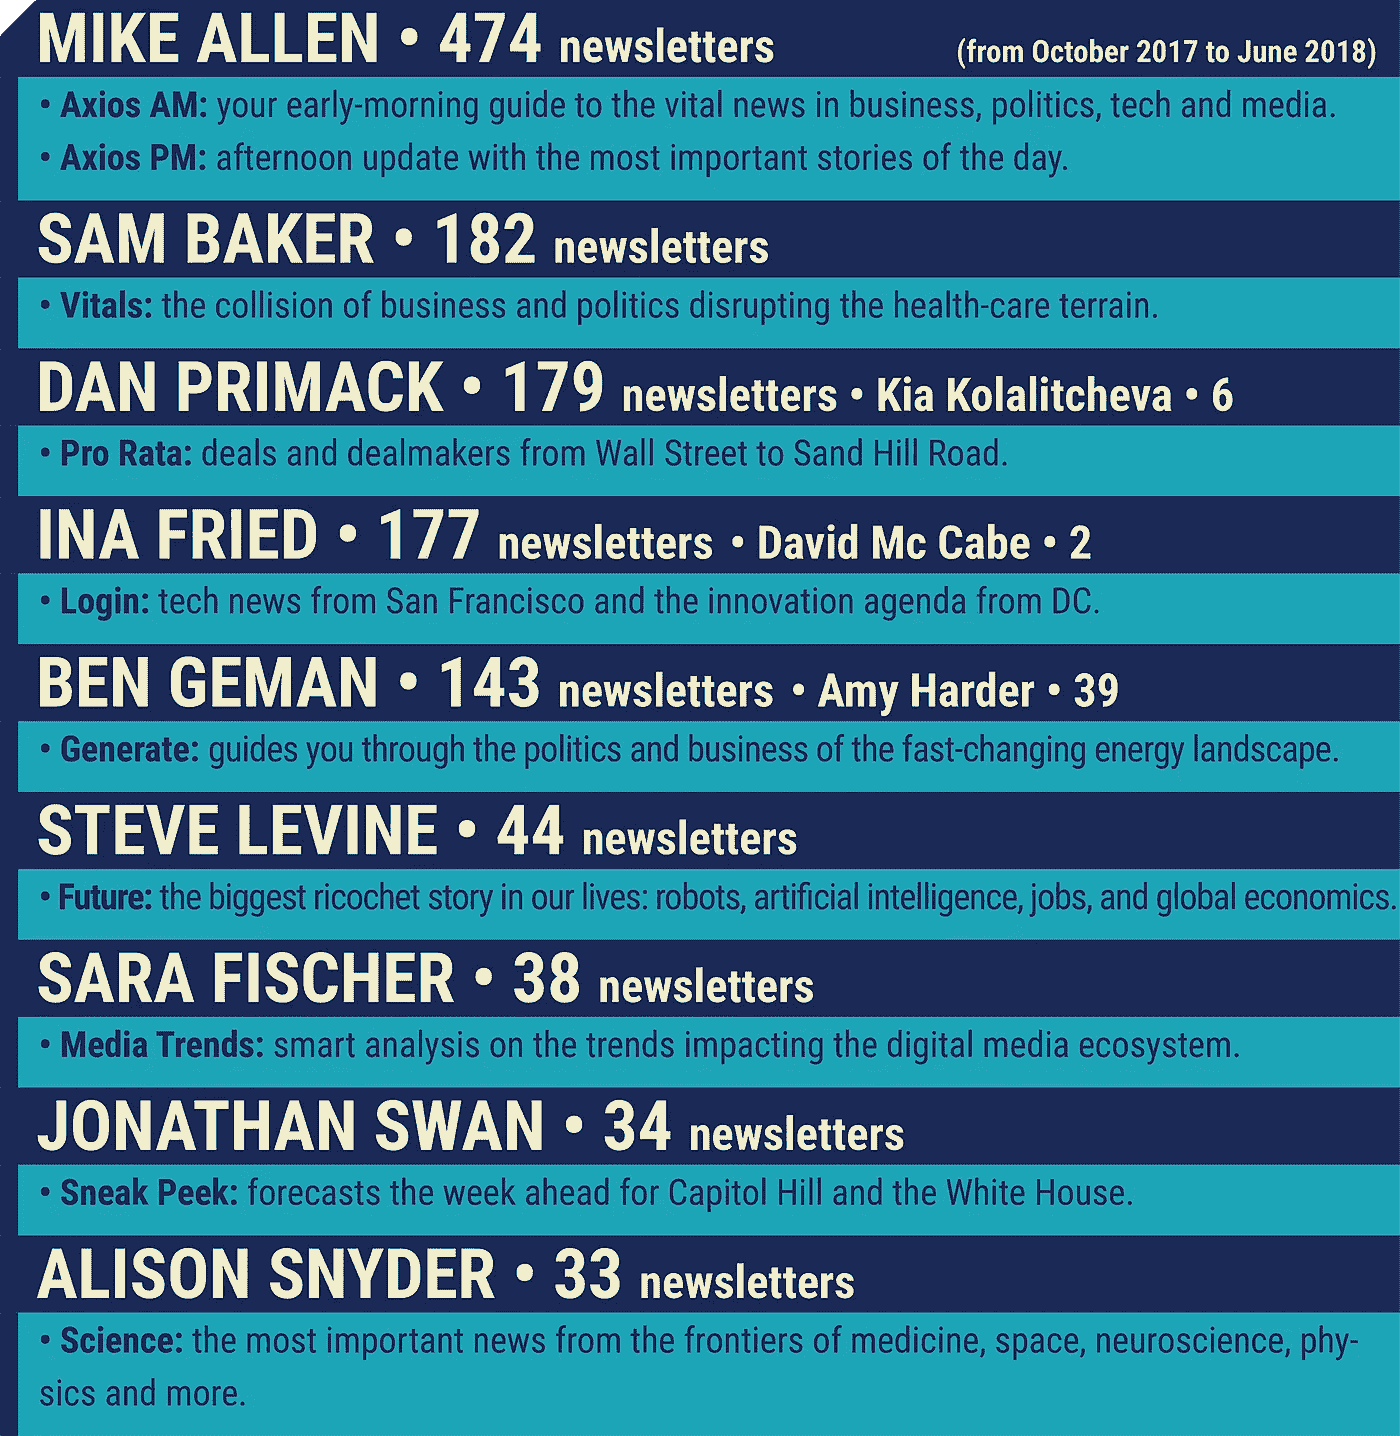 MIKE ALLEN • 474 newsletters (from October 2017 to June 2018)
• Axios AM: your early-morning guide to the vital news in business, politics, tech and media.
• Axios PM: afternoon update with the most important stories of the day.
SAM BAKER • 182 newsletters
• Vitals: the collision of business and politics disrupting the health-care terrain.
DAN PRIMACK • 179 newsletters • Kia Kolalitcheva • 6
• Pro Rata: deals and dealmakers from Wall Street to Sand Hill Road.
INA FRIED • 177 newsletters • David Mc Cabe • 2
• Login: tech news from San Francisco and the innovation agenda from DC.
BEN GEMAN • 143 newsletters • Amy Harder • 39
• Generate: guides you through the politics and business of the fast-changing energy landscape.
STEVE LEVINE • 44 newsletters
• Future: the biggest ricochet story in our lives: robots, artificial intelligence, jobs, and global economics.
SARA FISCHER • 38 newsletters
• Media Trends: smart analysis on the trends impacting the digital media ecosystem.
JONATHAN SWAN • 34 newsletters
• Sneak Peek: forecasts the week ahead for Capitol Hill and the White House.
ALISON SNYDER • 33 newsletters
• Science: the most important news from the frontiers of medicine, space, neuroscience, phy-
sics and more.